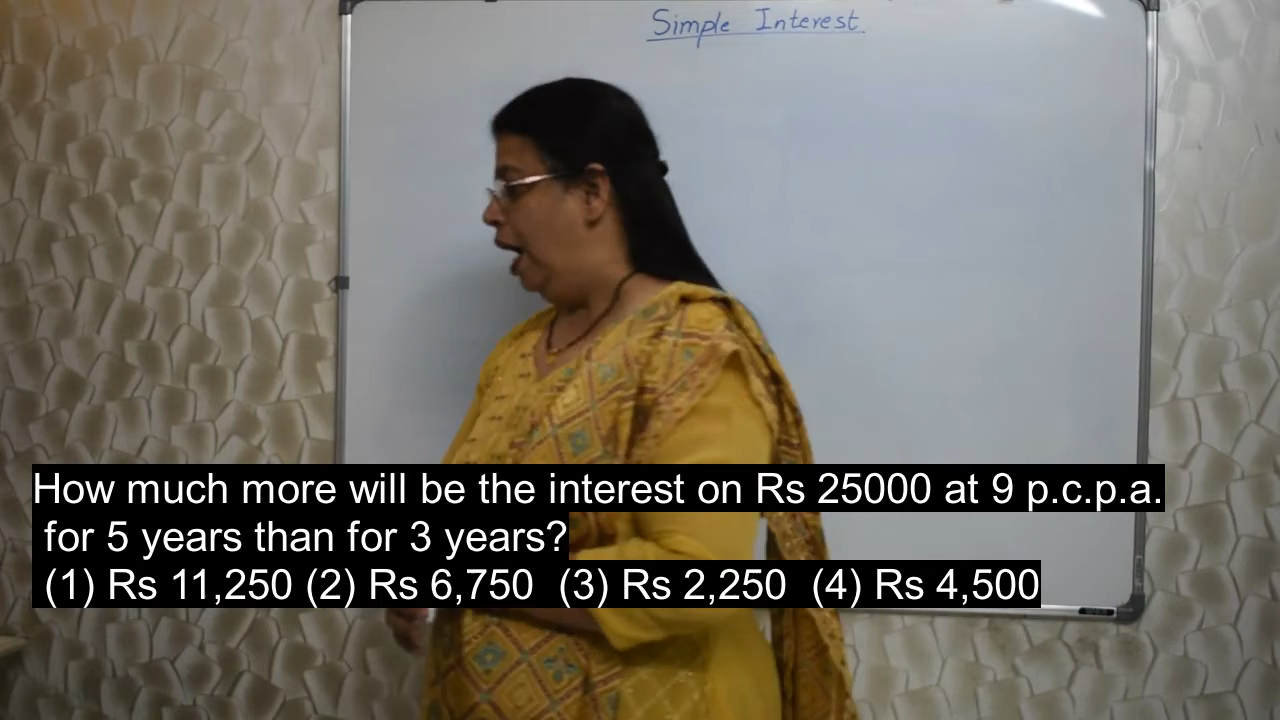 Simple Interest.
How much more will be the interest on Rs 25000 at 9 p.c.p.a.
for 5 years than for 3 years?
(1) Rs 11,250 (2) Rs 6,750 (3) Rs 2,250 (4) Rs 4,500